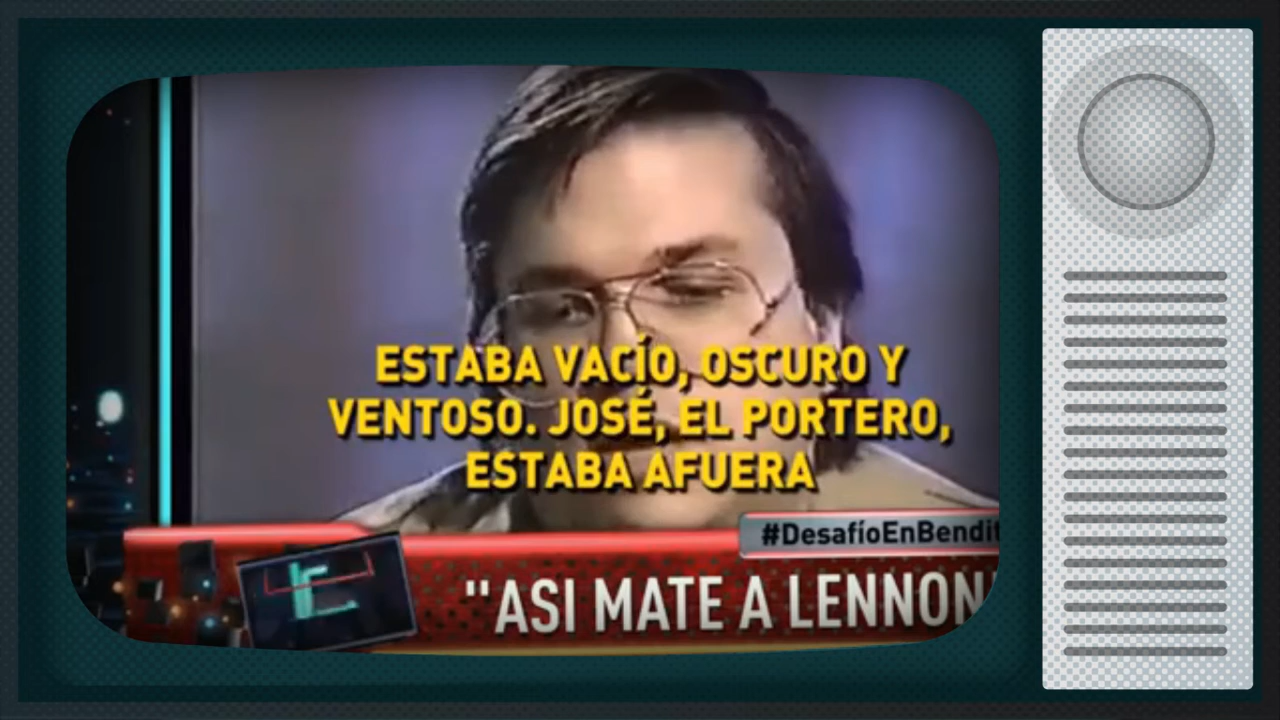 ESTABA VACÍO, OSCURO Y
VENTOSO. JOSÉ, EL PORTERO,
ESTABA AFUERA
#DesafíoEnBendit
"ASI MATE A LENNON"